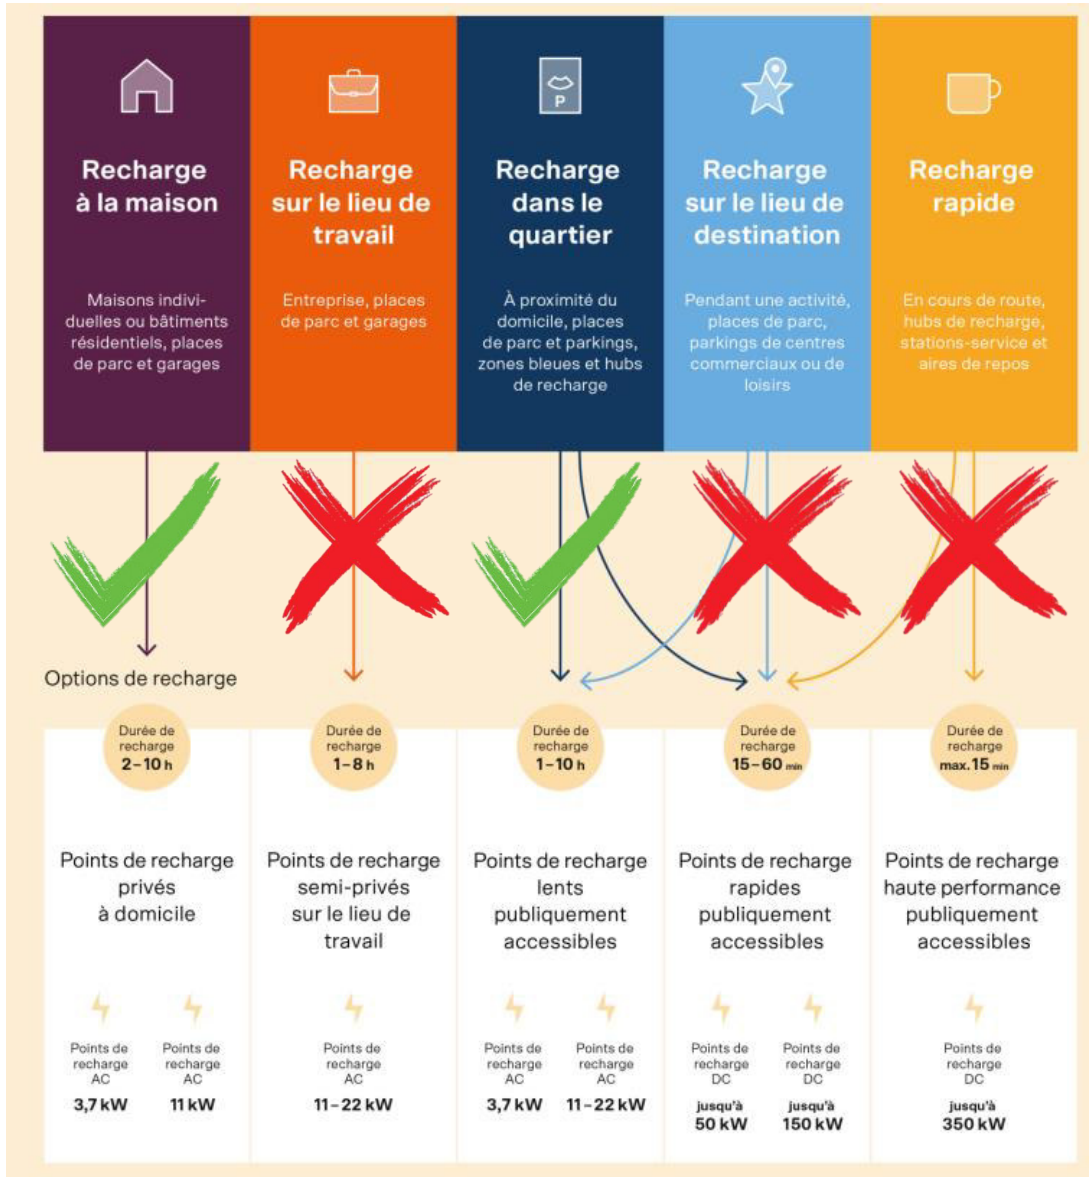 Recharge
à la maison
Maisons indivi-
duelles ou bâtiments
résidentiels, places
de parc et garages
Recharge
sur le lieu de
travail
Entreprise, places
de parc et garages
P
Recharge
dans le
quartier
À proximité du
domicile, places
de parc et parkings,
zones bleues et hubs
de recharge
Recharge
sur le lieu de
destination
Pendant une activité,
places de parc,
parkings de centres
commerciaux ou de
loisirs
Recharge
rapide
En cours de route,
hubs de recharge,
stations-service et
aires de repos
Options de recharge
Durée de
recharge
2–10 h
Points de recharge
privés
à domicile
Points de
recharge
AC
3,7 kW
Points de
recharge
AC
11 kW
Durée de
recharge
1–8 h
Points de recharge
semi-privés
sur le lieu de
travail
Points de
recharge
AC
11–22 kW
Durée de
recharge
1–10 h
Points de recharge
lents
publiquement
accessibles
Points de
recharge
AC
3,7 kW
Points de
recharge
AC
11–22 kW
Durée de
recharge
15–60 min
Points de recharge
rapides
publiquement
accessibles
Points de
recharge
DC
jusqu'à
50 kW
Points de
recharge
DC
jusqu'à
150 kW
Durée de
recharge
max. 15 min
Points de recharge
haute performance
publiquement
accessibles
Points de
recharge
DC
jusqu'à
350 kW